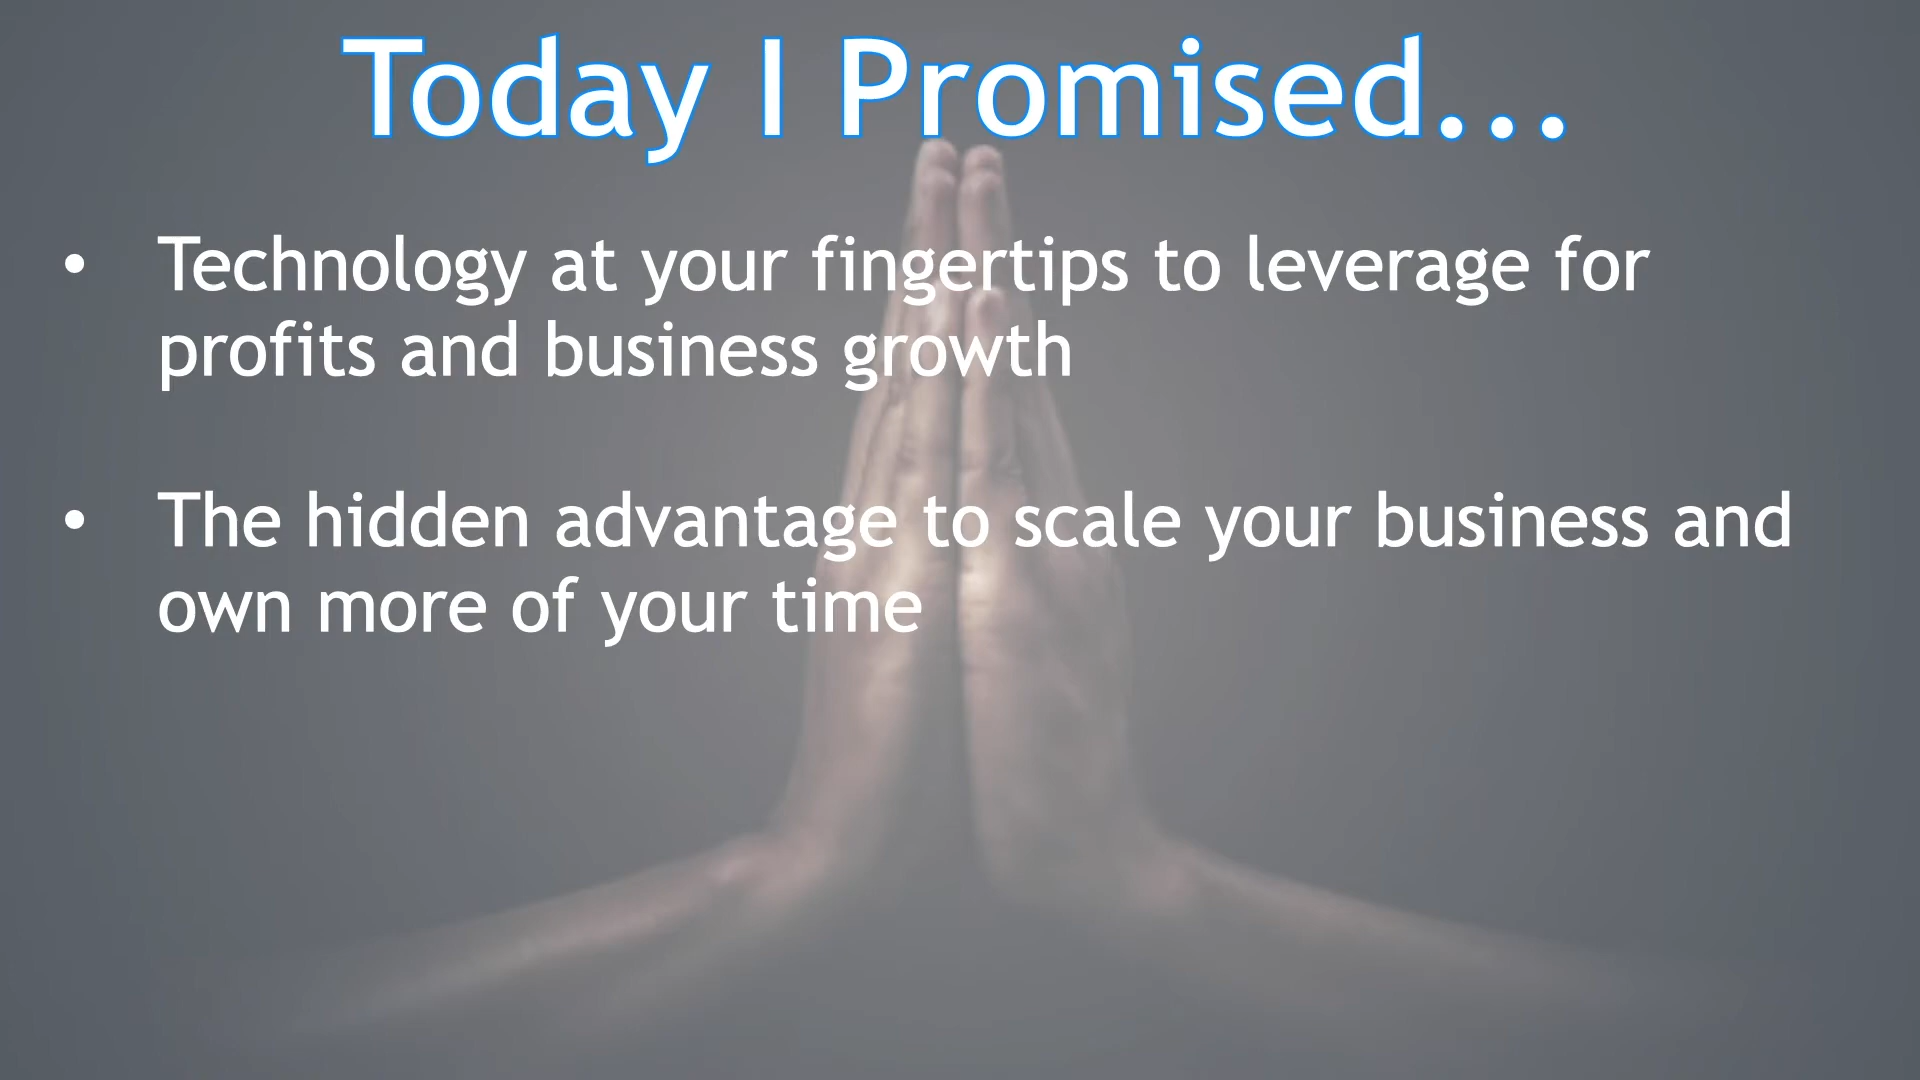 Today I Promised...
• Technology at your fingertips to leverage for
profits and business growth
• The hidden advantage to scale your business and
own more of your time